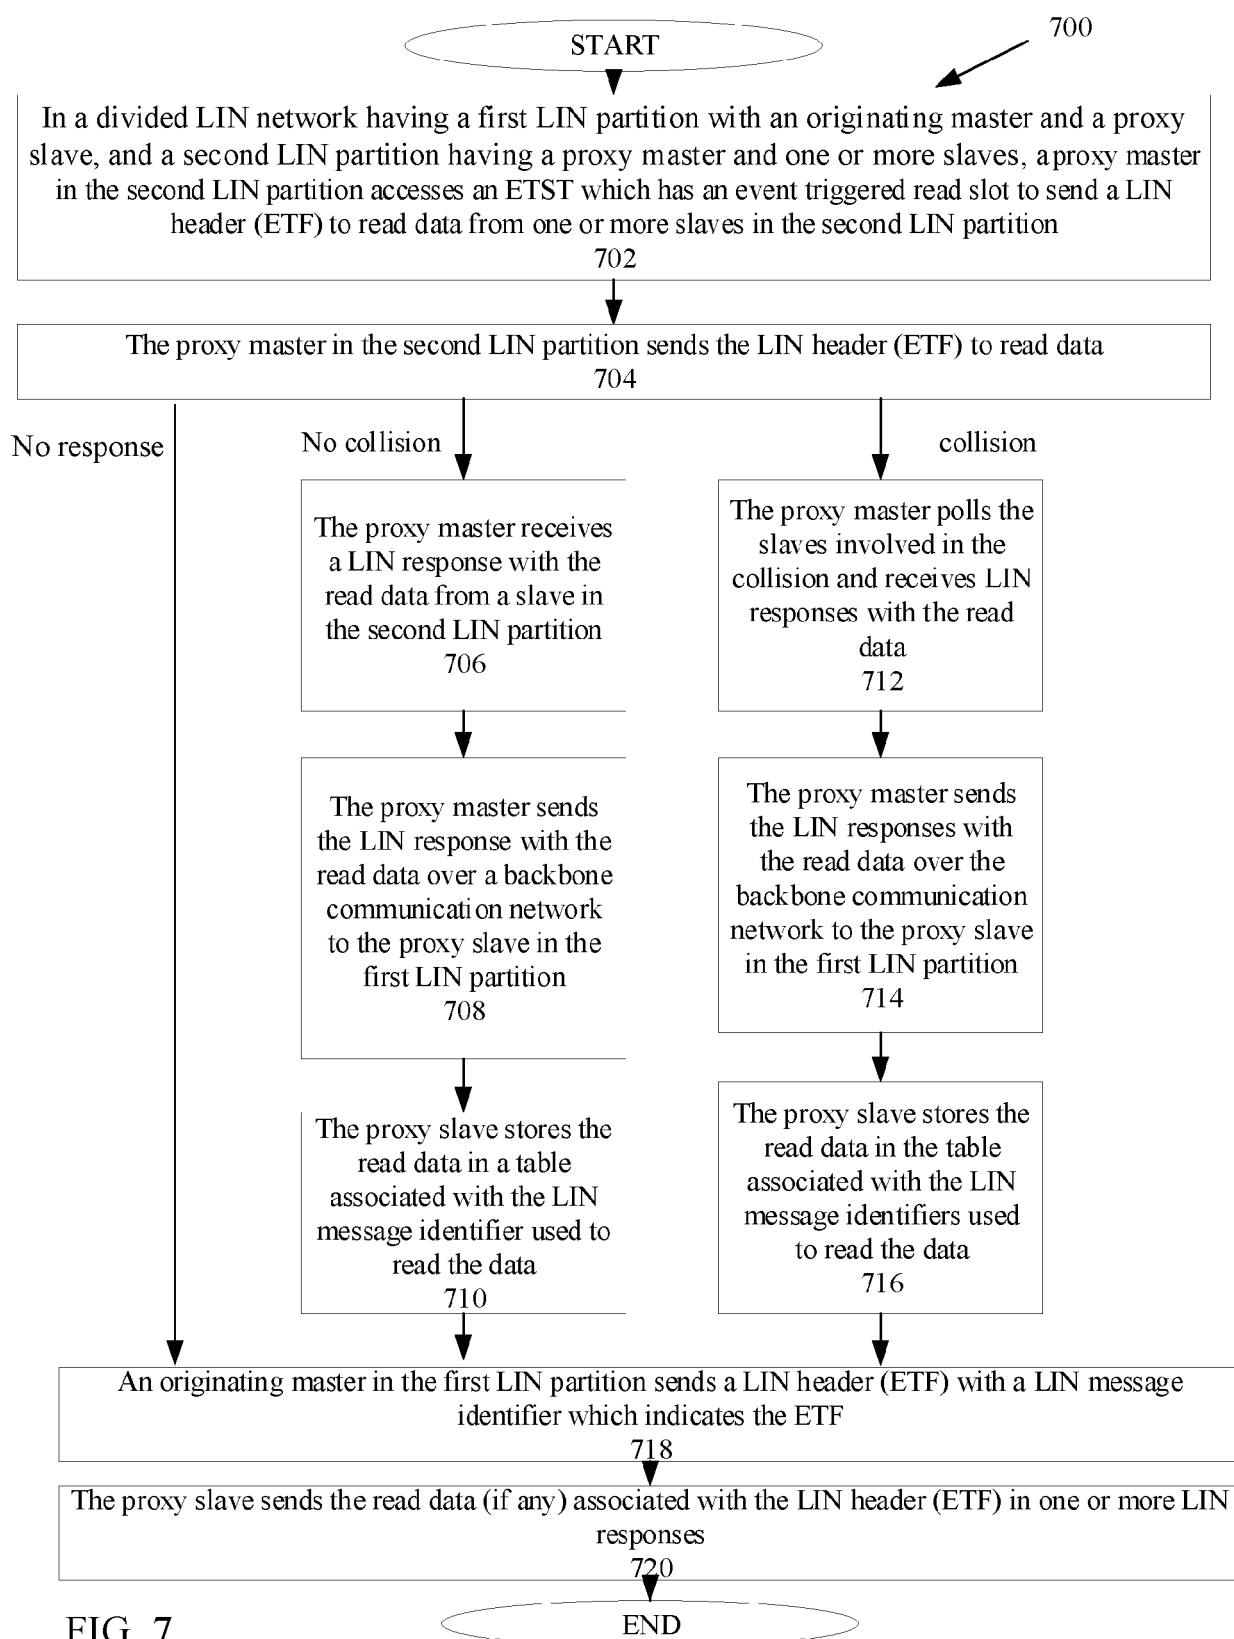 START
700
In a divided LIN network having a first LIN partition with an originating master and a proxy
slave, and a second LIN partition having a proxy master and one or more slaves, aproxy master
in the second LIN partition accesses an ETST which has an event triggered read slot to send a LIN
header (ETF) to read data from one or more slaves in the second LIN partition
702
The proxy master in the second LIN partition sends the LIN header (ETF) to read data
704
No response
No collision
collision
The proxy master receives
a LIN response with the
read data from a slave in
the second LIN partition
706
The proxy master polls the
slaves involved in the
collision and receives LIN
responses with the read
data
712
The proxy master sends
the LIN response with the
read data over a backbone
communication network
to the proxy slave in the
first LIN partition
708
The proxy master sends
the LIN responses with
the read data over the
backbone communication
network to the proxy slave
in the first LIN partition
714
The proxy slave stores the
read data in a table
associated with the LIN
message identifier used to
read the data
710
The proxy slave stores the
read data in the table
associated with the LIN
message identifiers used
to read the data
716
An originating master in the first LIN partition sends a LIN header (ETF) with a LIN message
identifier which indicates the ETF
718
The proxy slave sends the read data (if any) associated with the LIN header (ETF) in one or more LIN
responses
720
END
FIG. 7